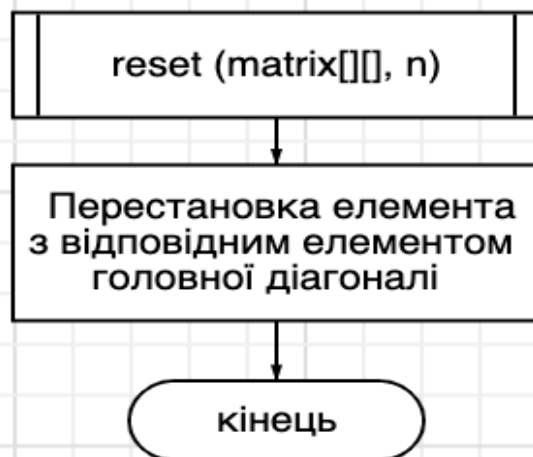 reset (matrix[][], n)
Перестановка елемента
з відповідним елементом
головної діагоналі
кінець